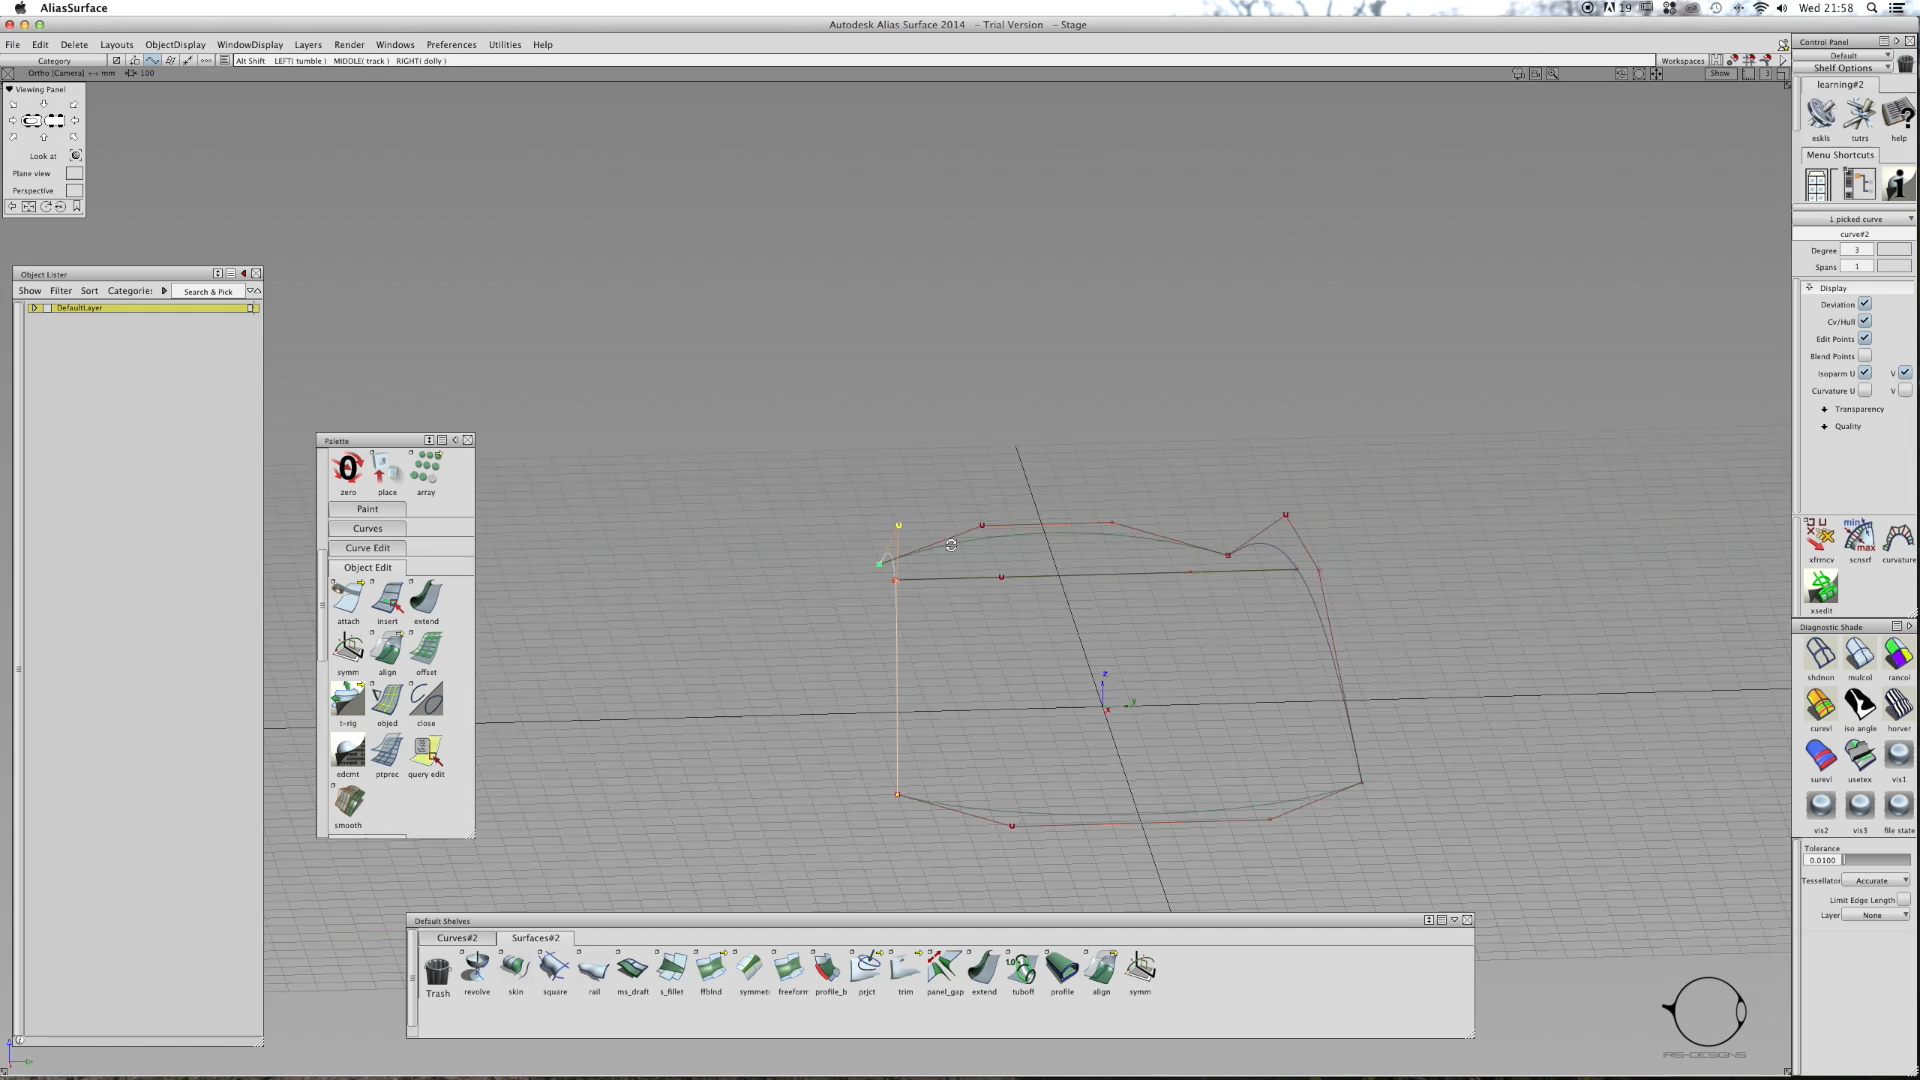 AliasSurface
19
Wed 21:58
Autodesk Alias Surface 2014 - Trial Version - Stage
File Edit Delete Layouts ObjectDisplay WindowDisplay Layers Render Windows Preferences Utilities Help
Category
Alt Shift LEFT( tumble ) MIDDLE( track ) RIGHT( dolly )
Workspaces
Ortho [Camera] mm 100
Show
3
Viewing Panel
Look at
Plane view
Perspective
Object Lister
Show Filter Sort Categories Search & Pick
DefaultLayer
Palette
zero place array
Paint
Curves
Curve Edit
Object Edit
attach insert extend
symm align offset
t-rig objed close
edcmt ptprec query edit
smooth
z
y
x
Default Shelves
Curves#2 Surfaces#2
Trash revolve skin square rail ms_draft s_fillet ffblnd symmet freeform profile_b prjct trim panel_gap extend tuboff profile align symm
Control Panel
Default
Shelf Options
learning#2
eskls tutrs help
Menu Shortcuts
1 picked curve
curve#2
Degree 3
Spans 1
Display
Deviation
Cv/Hull
Edit Points
Blend Points
Isoparm U V
Curvature U V
Transparency
Quality
xfrmcv scnsrf curvature
xsedit
Diagnostic Shade
shdnon mulcol rancol
curevl iso angle horver
surevl usetex vis1
vis2 vis3 file state
Tolerance
0.0100
Tessellator Accurate
Limit Edge Length
Layer None
IRIS-DESIGNS